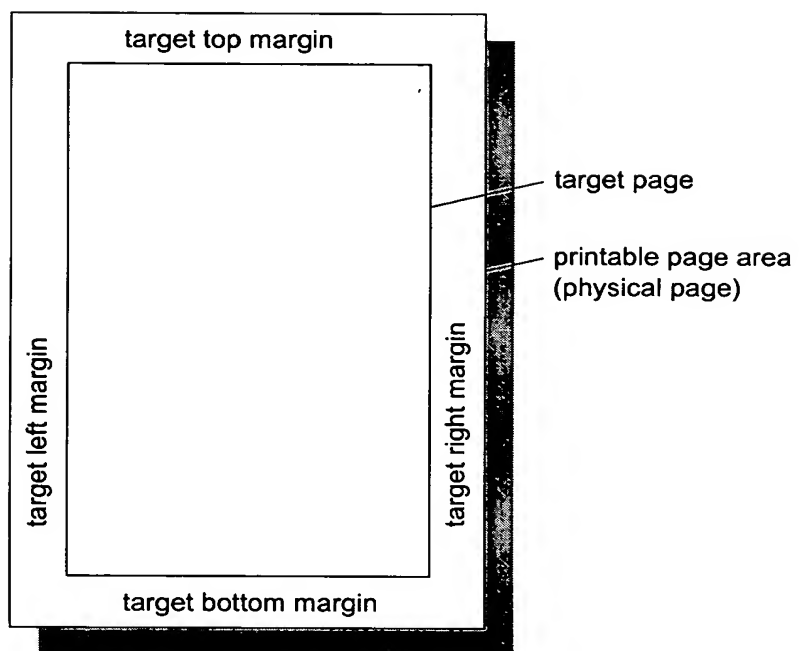 target top margin
target page
printable page area
(physical page)
target left margin
target right margin
target bottom margin